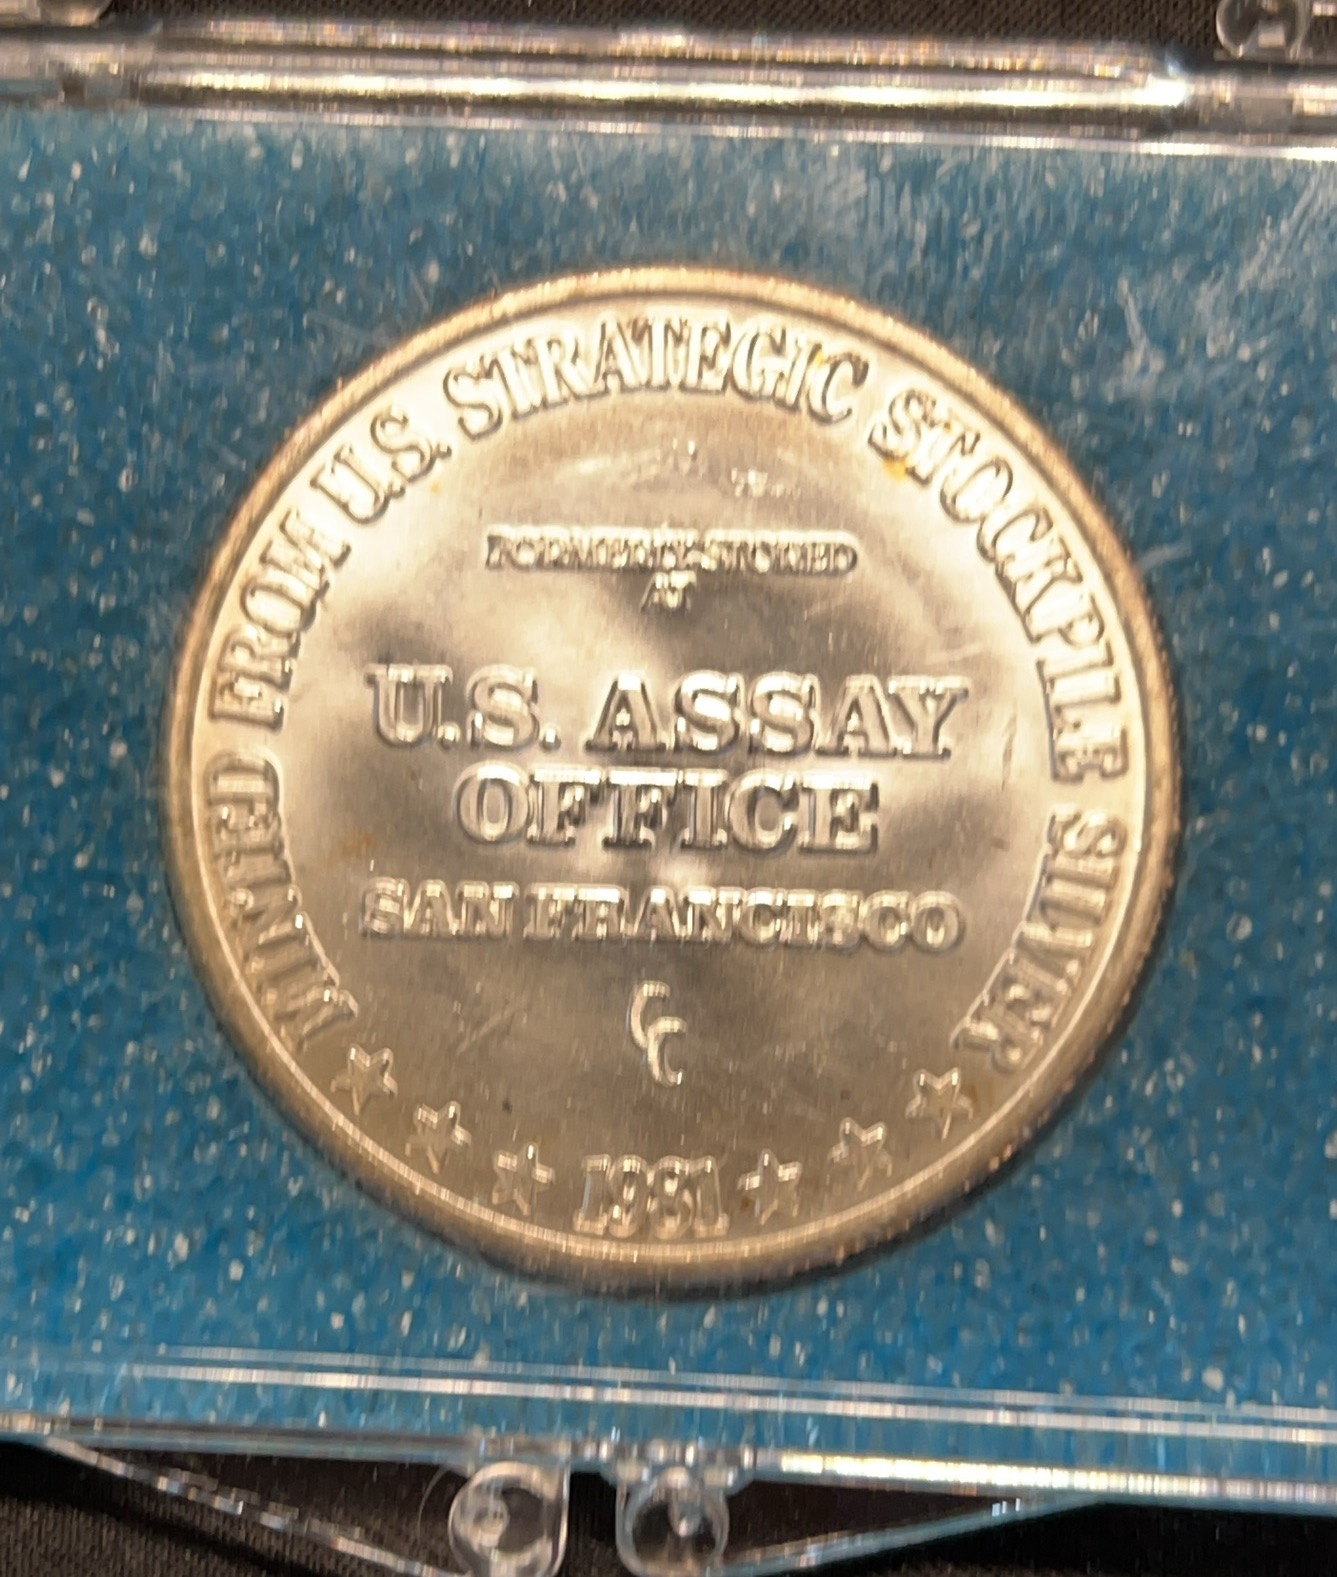 MINTED FROM U.S. STRATEGIC STOCKPILE SILVER
FORMERLY STORED
AT
U.S. ASSAY
OFFICE
SAN FRANCISCO
CC
1981